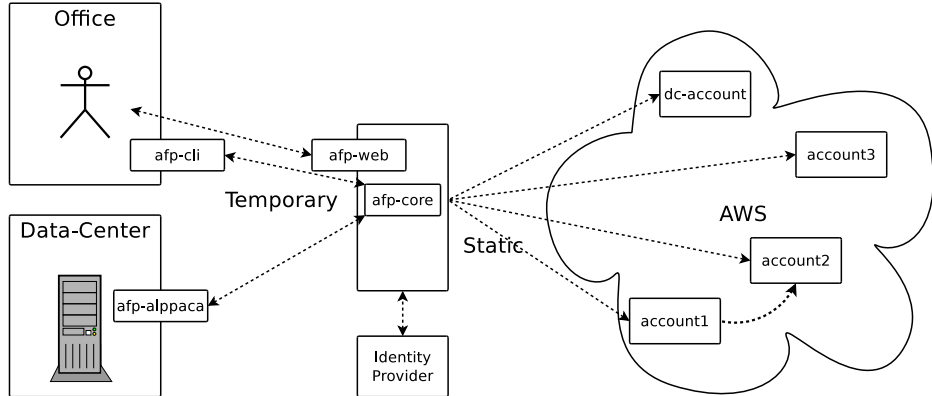 Office
afp-cli
afp-web
Temporary
afp-core
Data-Center
afp-alppaca
Identity
Provider
Static
AWS
dc-account
account3
account2
account1